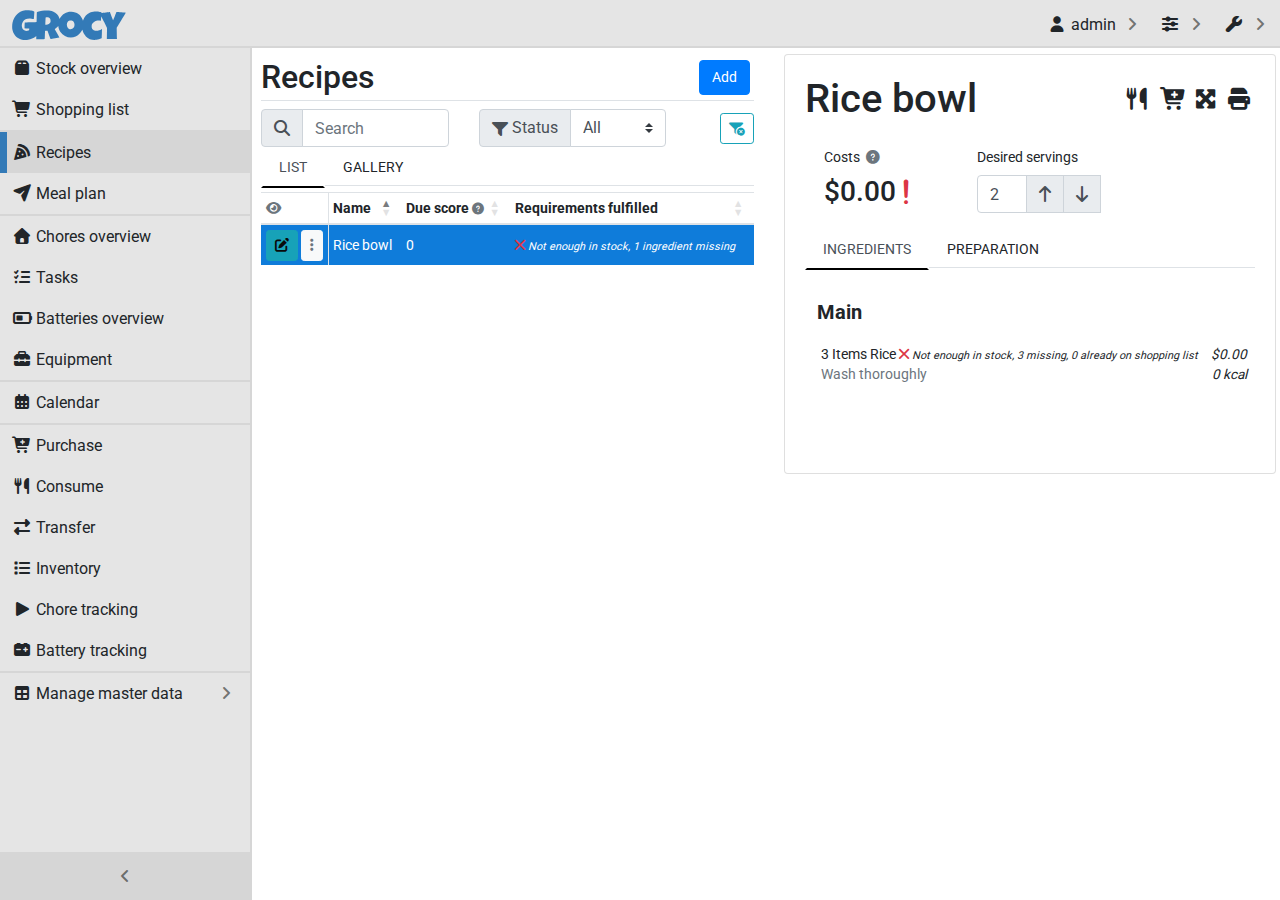 GROCY
admin
Stock overview
Shopping list
Recipes
Meal plan
Chores overview
Tasks
Batteries overview
Equipment
Calendar
Purchase
Consume
Transfer
Inventory
Chore tracking
Battery tracking
Manage master data
Recipes
Add
Search
Status
All
LIST
GALLERY
Name
Due score
Requirements fulfilled
Rice bowl
0
Not enough in stock, 1 ingredient missing
Rice bowl
Costs
Desired servings
$0.00
2
INGREDIENTS
PREPARATION
Main
3 Items Rice Not enough in stock, 3 missing, 0 already on shopping list
$0.00
Wash thoroughly
0 kcal